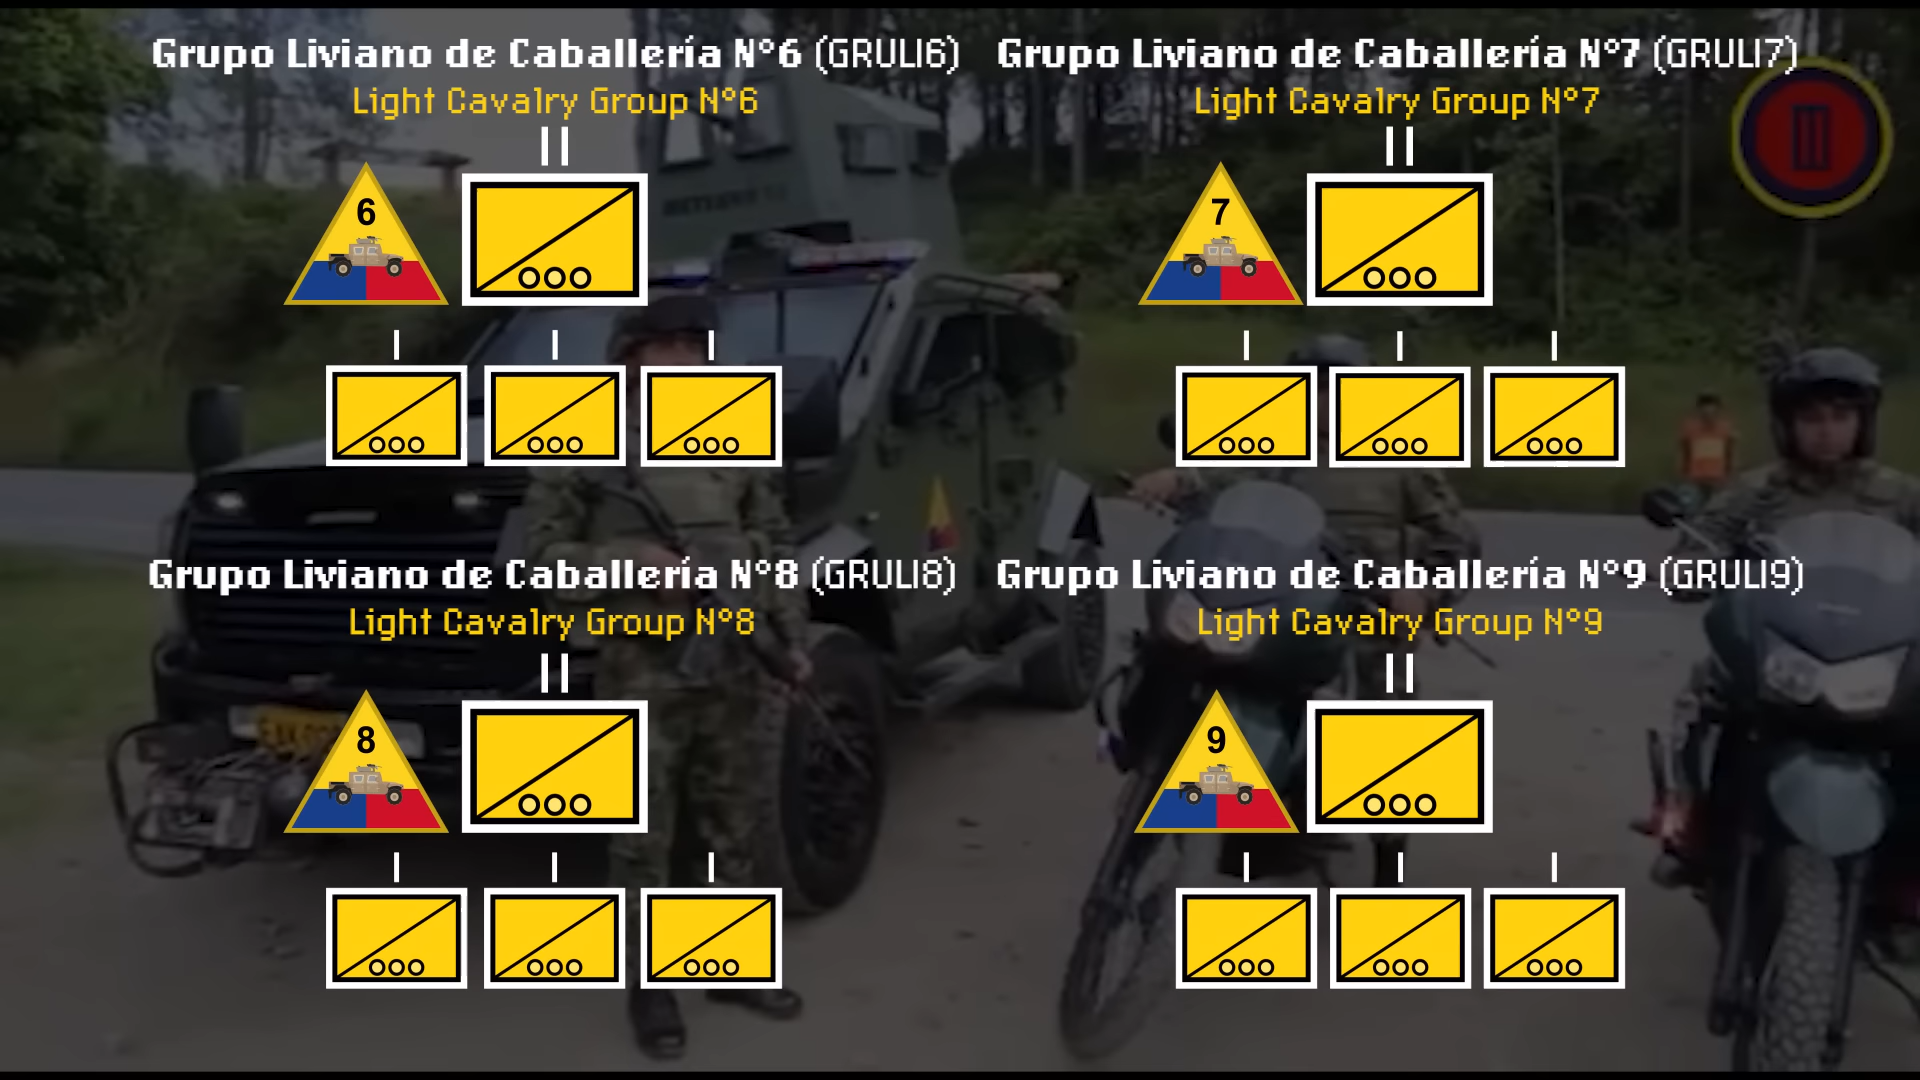 Grupo Liviano de Caballería N°6 (GRULI6)
Light Cavalry Group N°6
6
Grupo Liviano de Caballería N°7 (GRULI7)
Light Cavalry Group N°7
7
Grupo Liviano de Caballería N°8 (GRULI8)
Light Cavalry Group N°8
8
Grupo Liviano de Caballería N°9 (GRULI9)
Light Cavalry Group N°9
9